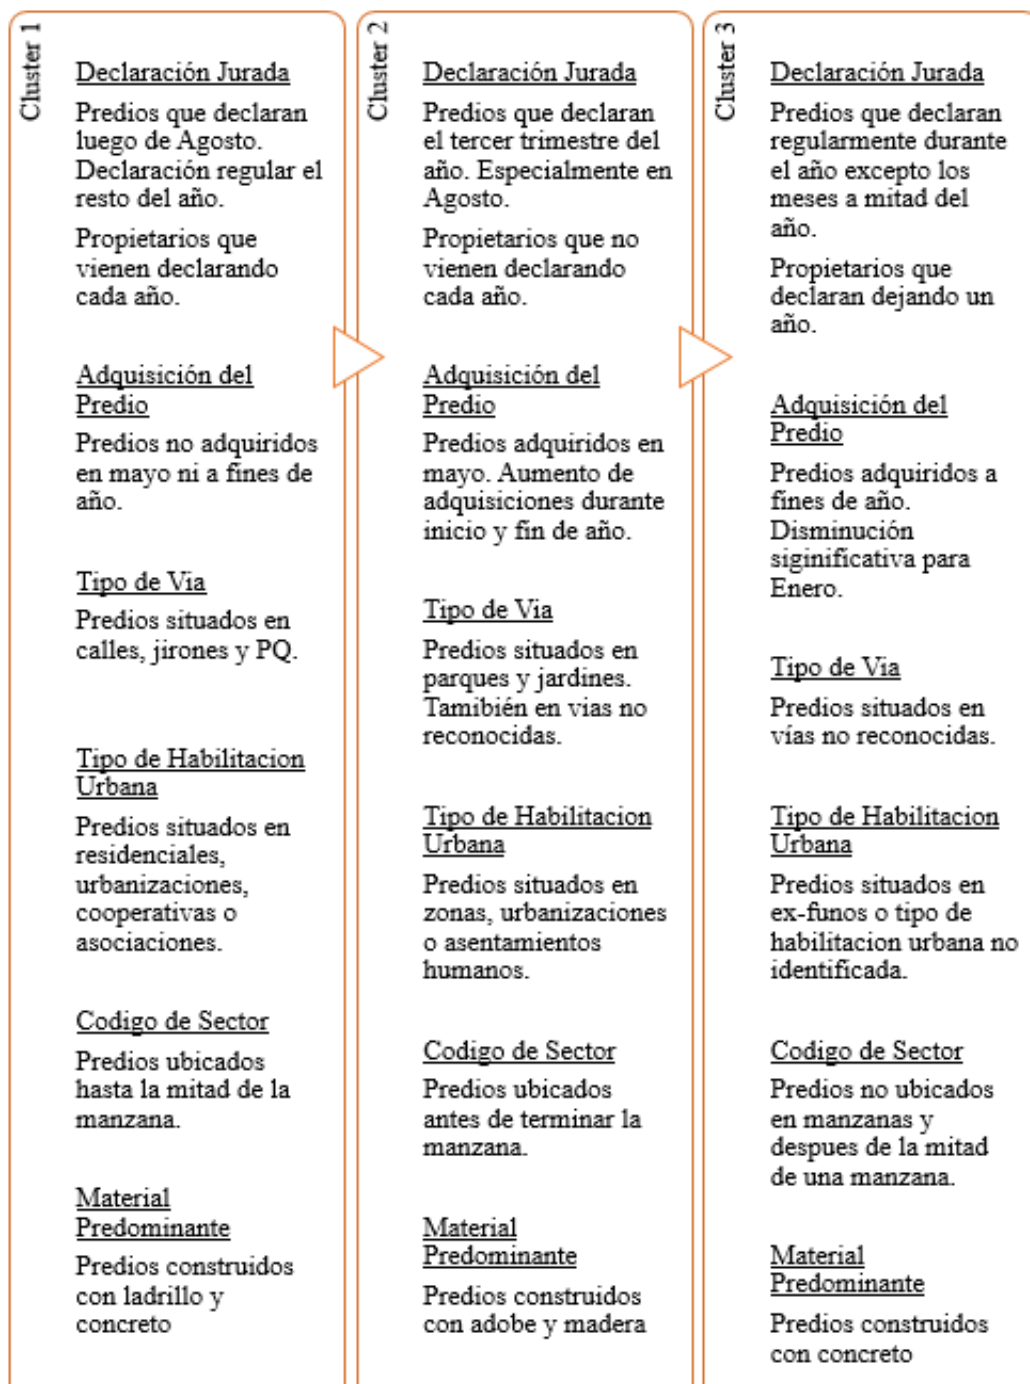 Cluster 1
Declaración Jurada
Predios que declaran
luego de Agosto.
Declaración regular el
resto del año.
Propietarios que
vienen declarando
cada año.
Adquisición del
Predio
Predios no adquiridos
en mayo ni a fines de
año.
Tipo de Via
Predios situados en
calles, jirones y PQ.
Tipo de Habilitacion
Urbana
Predios situados en
residenciales,
urbanizaciones,
cooperativas o
asociaciones.
Codigo de Sector
Predios ubicados
hasta la mitad de la
manzana.
Material
Predominante
Predios construidos
con ladrillo y
concreto
Cluster 2
Declaración Jurada
Predios que declaran
el tercer trimestre del
año. Especialmente en
Agosto.
Propietarios que no
vienen declarando
cada año.
Adquisición del
Predio
Predios adquiridos en
mayo. Aumento de
adquisiciones durante
inicio y fin de año.
Tipo de Via
Predios situados en
parques y jardines.
Tamibién en vias no
reconocidas.
Tipo de Habilitacion
Urbana
Predios situados en
zonas, urbanizaciones
o asentamientos
humanos.
Codigo de Sector
Predios ubicados
antes de terminar la
manzana.
Material
Predominante
Predios construidos
con adobe y madera
Cluster 3
Declaración Jurada
Predios que declaran
regularmente durante
el año excepto los
meses a mitad del
año.
Propietarios que
declaran dejando un
año.
Adquisición del
Predio
Predios adquiridos a
fines de año.
Disminución
siginificativa para
Enero.
Tipo de Via
Predios situados en
vías no reconocidas.
Tipo de Habilitacion
Urbana
Predios situados en
ex-funos o tipo de
habilitacion urbana no
identificada.
Codigo de Sector
Predios no ubicados
en manzanas y
despues de la mitad
de una manzana.
Material
Predominante
Predios construidos
con concreto